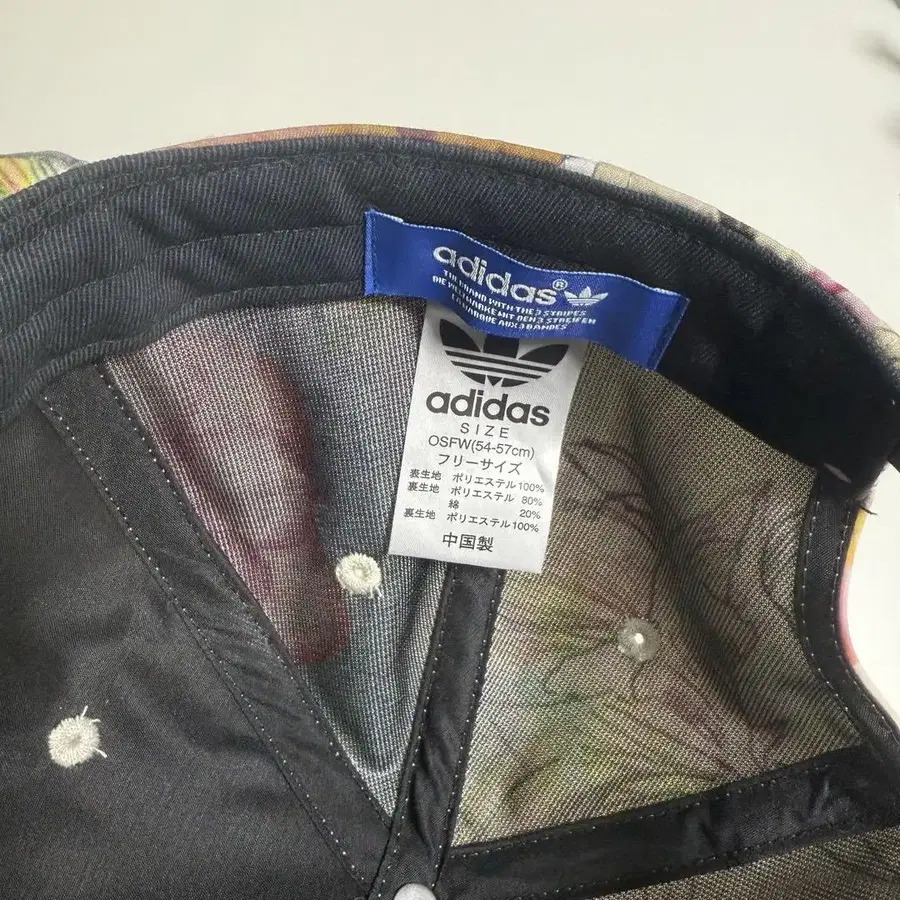 adidas®
THE BRAND WITH THE 3 STRIPES
DIE WELTMARKE MIT DEN 3 STREIFEN
LA MARQUE AUX 3 BANDES
adidas
SIZE
OSFW(54-57cm)
フリーサイズ
表生地 ポリエステル100%
裏生地 ポリエステル 80%
綿 20%
裏生地 ポリエステル100%
中国製